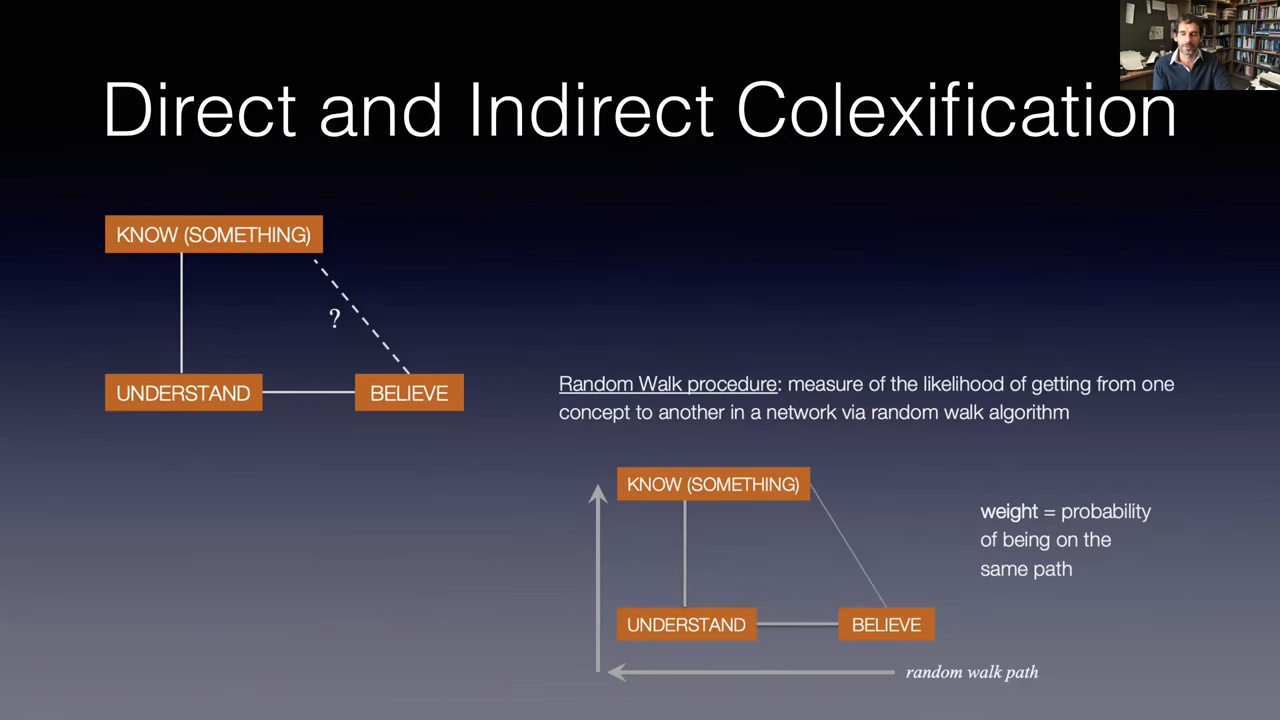 Direct and Indirect Colexification
KNOW (SOMETHING)
?
UNDERSTAND
BELIEVE
Random Walk procedure: measure of the likelihood of getting from one
concept to another in a network via random walk algorithm
KNOW (SOMETHING)
weight = probability
of being on the
same path
UNDERSTAND
BELIEVE
random walk path